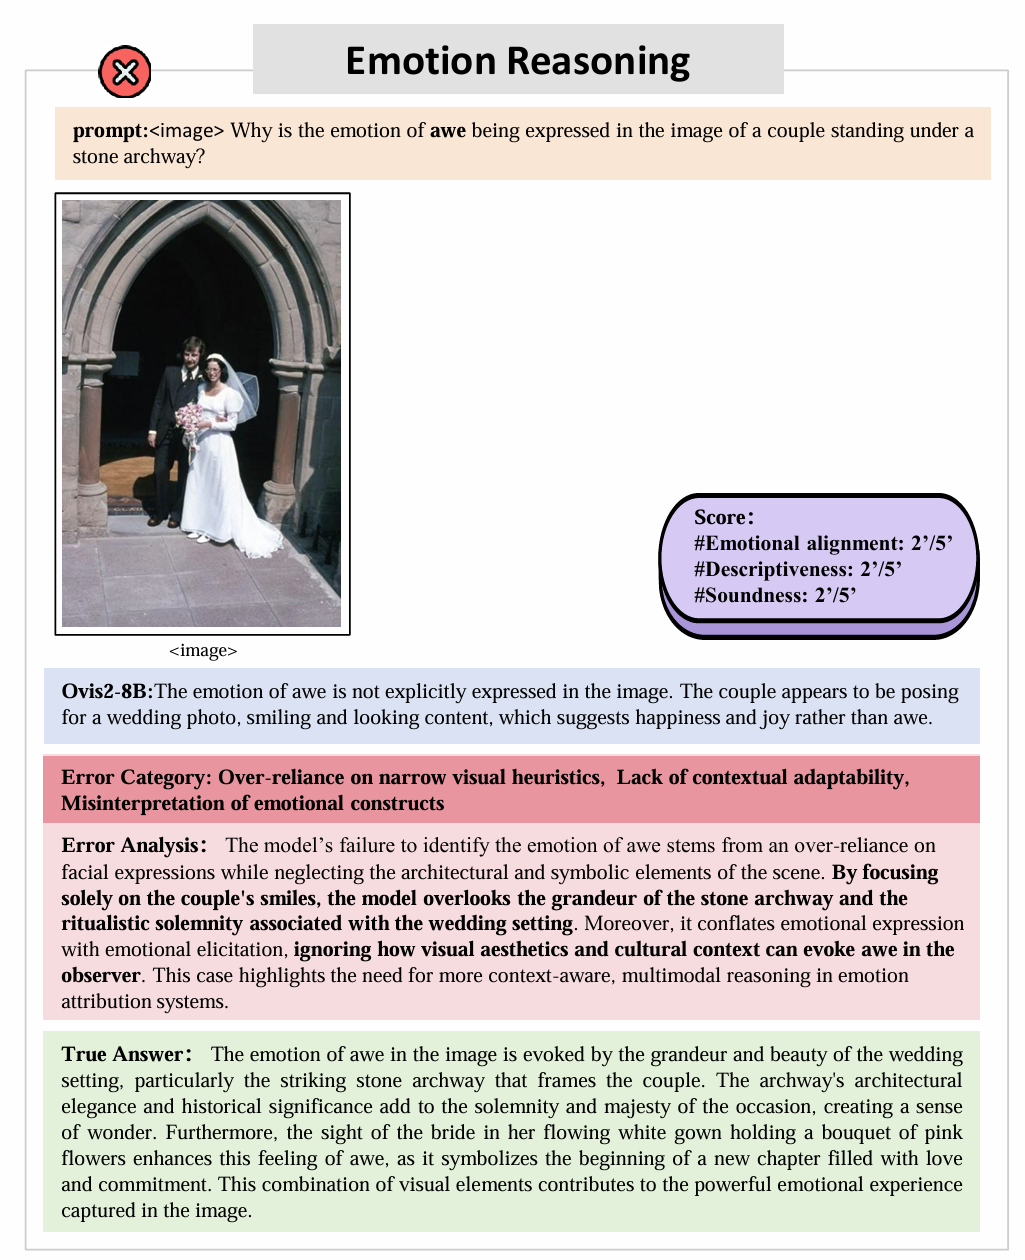 Emotion Reasoning
prompt:<image> Why is the emotion of awe being expressed in the image of a couple standing under a
stone archway?
<image>
Score:
#Emotional alignment: 2’/5’
#Descriptiveness: 2’/5’
#Soundness: 2’/5’
Ovis2-8B:The emotion of awe is not explicitly expressed in the image. The couple appears to be posing
for a wedding photo, smiling and looking content, which suggests happiness and joy rather than awe.
Error Category: Over-reliance on narrow visual heuristics, Lack of contextual adaptability,
Misinterpretation of emotional constructs
Error Analysis: The model’s failure to identify the emotion of awe stems from an over-reliance on
facial expressions while neglecting the architectural and symbolic elements of the scene. By focusing
solely on the couple's smiles, the model overlooks the grandeur of the stone archway and the
ritualistic solemnity associated with the wedding setting. Moreover, it conflates emotional expression
with emotional elicitation, ignoring how visual aesthetics and cultural context can evoke awe in the
observer. This case highlights the need for more context-aware, multimodal reasoning in emotion
attribution systems.
True Answer: The emotion of awe in the image is evoked by the grandeur and beauty of the wedding
setting, particularly the striking stone archway that frames the couple. The archway's architectural
elegance and historical significance add to the solemnity and majesty of the occasion, creating a sense
of wonder. Furthermore, the sight of the bride in her flowing white gown holding a bouquet of pink
flowers enhances this feeling of awe, as it symbolizes the beginning of a new chapter filled with love
and commitment. This combination of visual elements contributes to the powerful emotional experience
captured in the image.